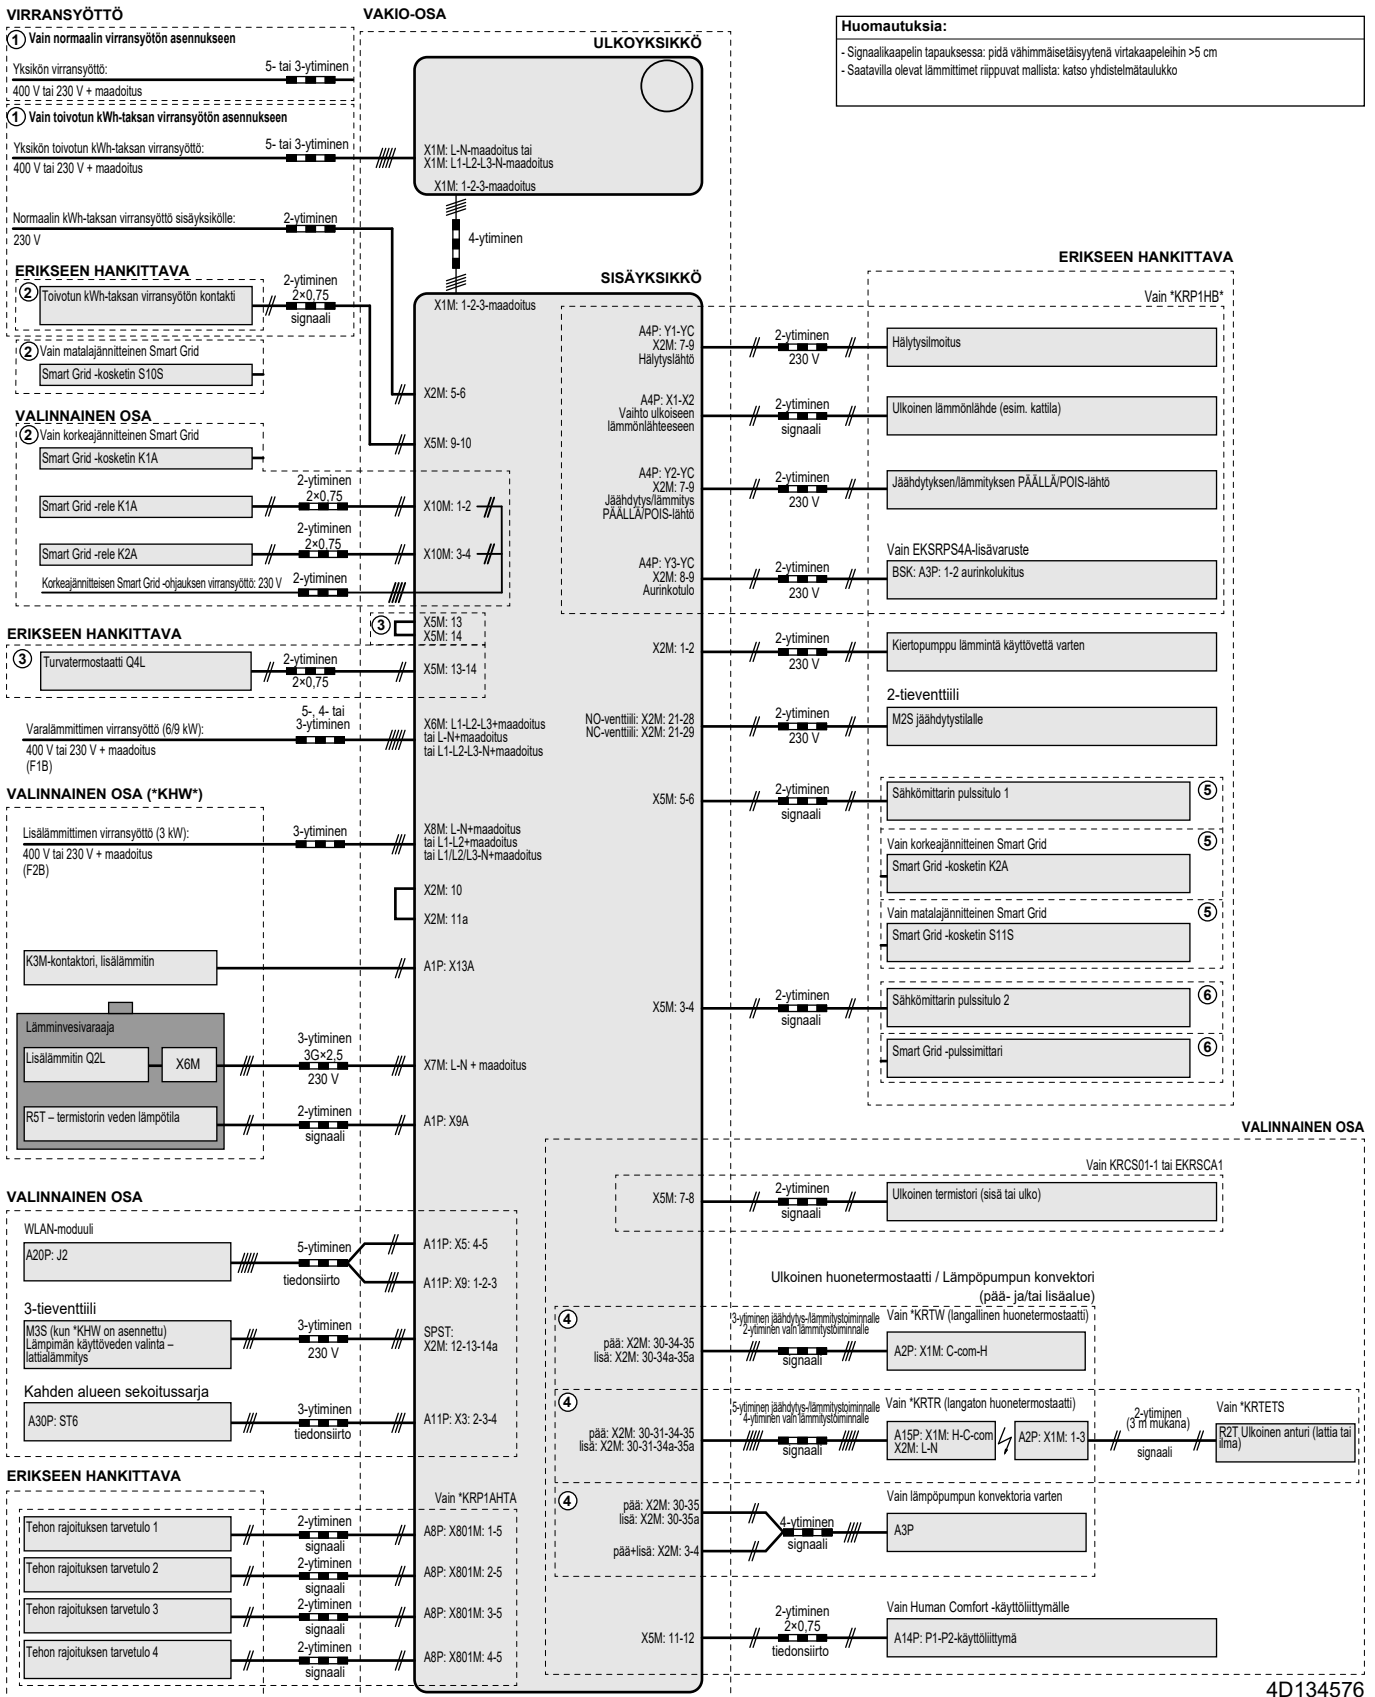 VIRRANSYÖTTÖ
① Vain normaalin virransyötön asennukseen
Yksikön virransyöttö:
5- tai 3-ytiminen
400 V tai 230 V + maadoitus
① Vain toivotun kWh-taksan virransyötön asennukseen
Yksikön toivotun kWh-taksan virransyöttö:
5- tai 3-ytiminen
400 V tai 230 V + maadoitus
Normaalin kWh-taksan virransyöttö sisäyksikölle:
2-ytiminen
230 V
ERIKSEEN HANKITTAVA
② Toivotun kWh-taksan virransyötön kontakti
2-ytiminen
2×0,75
signaali
② Vain matalajännitteinen Smart Grid
Smart Grid -kosketin S10S
VALINNAINEN OSA
② Vain korkeajännitteinen Smart Grid
Smart Grid -kosketin K1A
Smart Grid -rele K1A
2-ytiminen
2×0,75
Smart Grid -rele K2A
2-ytiminen
2×0,75
Korkeajännitteisen Smart Grid -ohjauksen virransyöttö: 230 V
2-ytiminen
ERIKSEEN HANKITTAVA
③ Turvatermostaatti Q4L
2-ytiminen
2×0,75
Varalämmittimen virransyöttö (6/9 kW):
5-, 4- tai
3-ytiminen
400 V tai 230 V + maadoitus
(F1B)
VALINNAINEN OSA (*KHW*)
Lisälämmittimen virransyöttö (3 kW):
3-ytiminen
400 V tai 230 V + maadoitus
(F2B)
K3M-kontaktori, lisälämmitin
Lämminvesivaraaja
Lisälämmitin Q2L
X6M
3-ytiminen
3G×2,5
230 V
R5T – termistorin veden lämpötila
2-ytiminen
signaali
VALINNAINEN OSA
WLAN-moduuli
A20P: J2
5-ytiminen
tiedonsiirto
3-tieventtiili
M3S (kun *KHW on asennettu)
Lämpimän käyttöveden valinta –
lattialämmitys
3-ytiminen
230 V
Kahden alueen sekoitussarja
A30P: ST6
3-ytiminen
tiedonsiirto
ERIKSEEN HANKITTAVA
Vain *KRP1AHTA
Tehon rajoituksen tarvetulo 1
2-ytiminen
signaali
Tehon rajoituksen tarvetulo 2
2-ytiminen
signaali
Tehon rajoituksen tarvetulo 3
2-ytiminen
signaali
Tehon rajoituksen tarvetulo 4
2-ytiminen
signaali
VAKIO-OSA
ULKOYKSIKKÖ
X1M: L-N-maadoitus tai
X1M: L1-L2-L3-N-maadoitus
X1M: 1-2-3-maadoitus
4-ytiminen
SISÄYKSIKKÖ
X1M: 1-2-3-maadoitus
X2M: 5-6
X5M: 9-10
X10M: 1-2
X10M: 3-4
③ X5M: 13
X5M: 14
X5M: 13-14
X6M: L1-L2-L3+maadoitus
tai L-N+maadoitus
tai L1-L2-L3-N+maadoitus
X8M: L-N+maadoitus
tai L1-L2+maadoitus
tai L1/L2/L3-N+maadoitus
X2M: 10
X2M: 11a
A1P: X13A
X7M: L-N + maadoitus
A1P: X9A
A11P: X5: 4-5
A11P: X9: 1-2-3
SPST:
X2M: 12-13-14a
A11P: X3: 2-3-4
A8P: X801M: 1-5
A8P: X801M: 2-5
A8P: X801M: 3-5
A8P: X801M: 4-5
Huomautuksia:
- Signaalikaapelin tapauksessa: pidä vähimmäisetäisyytenä virtakaapeleihin >5 cm
- Saatavilla olevat lämmittimet riippuvat mallista: katso yhdistelmätaulukko
ERIKSEEN HANKITTAVA
Vain *KRP1HB*
A4P: Y1-YC
X2M: 7-9
Hälytyslähtö
2-ytiminen
230 V
Hälytysilmoitus
A4P: X1-X2
Vaihto ulkoiseen
lämmönlähteeseen
2-ytiminen
signaali
Ulkoinen lämmönlähde (esim. kattila)
A4P: Y2-YC
X2M: 7-9
Jäähdytys/lämmitys
PÄÄLLÄ/POIS-lähtö
2-ytiminen
230 V
Jäähdytyksen/lämmityksen PÄÄLLÄ/POIS-lähtö
Vain EKSRPS4A-lisävaruste
A4P: Y3-YC
X2M: 8-9
Aurinkotulo
2-ytiminen
230 V
BSK: A3P: 1-2 aurinkolukitus
X2M: 1-2
2-ytiminen
230 V
Kiertopumppu lämmintä käyttövettä varten
2-tieventtiili
NO-venttiili: X2M: 21-28
NC-venttiili: X2M: 21-29
2-ytiminen
230 V
M2S jäähdytystilalle
X5M: 5-6
2-ytiminen
signaali
Sähkömittarin pulssitulo 1 ⑤
Vain korkeajännitteinen Smart Grid ⑤
Smart Grid -kosketin K2A
Vain matalajännitteinen Smart Grid ⑤
Smart Grid -kosketin S11S
X5M: 3-4
2-ytiminen
signaali
Sähkömittarin pulssitulo 2 ⑥
Smart Grid -pulssimittari ⑥
VALINNAINEN OSA
Vain KRCS01-1 tai EKRSCA1
X5M: 7-8
2-ytiminen
signaali
Ulkoinen termistori (sisä tai ulko)
Ulkoinen huonetermostaatti / Lämpöpumpun konvektori
(pää- ja/tai lisäalue)
④
3-ytiminen jäähdytys-/lämmitystoiminnalle
2-ytiminen vain lämmitystoiminnalle
Vain *KRTW (langallinen huonetermostaatti)
pää: X2M: 30-34-35
lisä: X2M: 30-34a-35a
signaali
A2P: X1M: C-com-H
④
5-ytiminen jäähdytys-/lämmitystoiminnalle
4-ytiminen vain lämmitystoiminnalle
Vain *KRTR (langaton huonetermostaatti)
pää: X2M: 30-31-34-35
lisä: X2M: 30-31-34a-35a
signaali
A15P: X1M: H-C-com
X2M: L-N
A2P: X1M: 1-3
2-ytiminen
(3 m mukana)
signaali
Vain *KRTETS
R2T Ulkoinen anturi (lattia tai
ilma)
④
Vain lämpöpumpun konvektoria varten
pää: X2M: 30-35
lisä: X2M: 30-35a
pää+lisä: X2M: 3-4
4-ytiminen
signaali
A3P
Vain Human Comfort -käyttöliittymälle
X5M: 11-12
2-ytiminen
2×0,75
tiedonsiirto
A14P: P1-P2-käyttöliittymä
4D134576